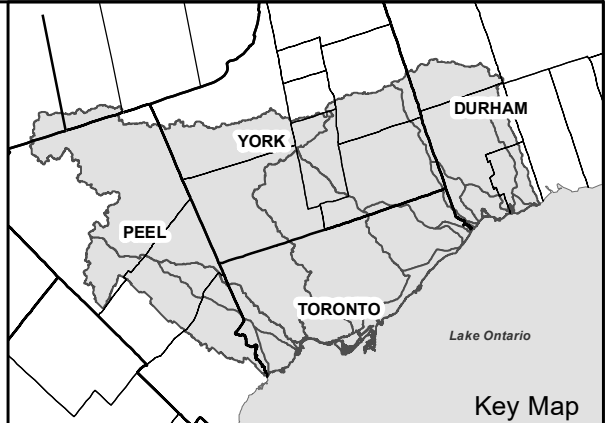 DURHAM
YORK
PEEL
TORONTO
Lake Ontario
Key Map